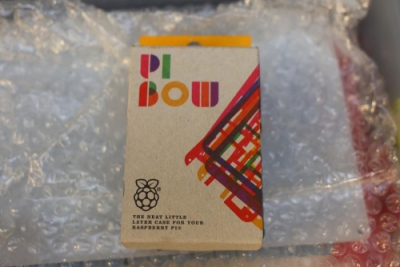 PI
BOW
THE NEAT LITTLE
LAYER CASE FOR YOUR
RASPBERRY PI®